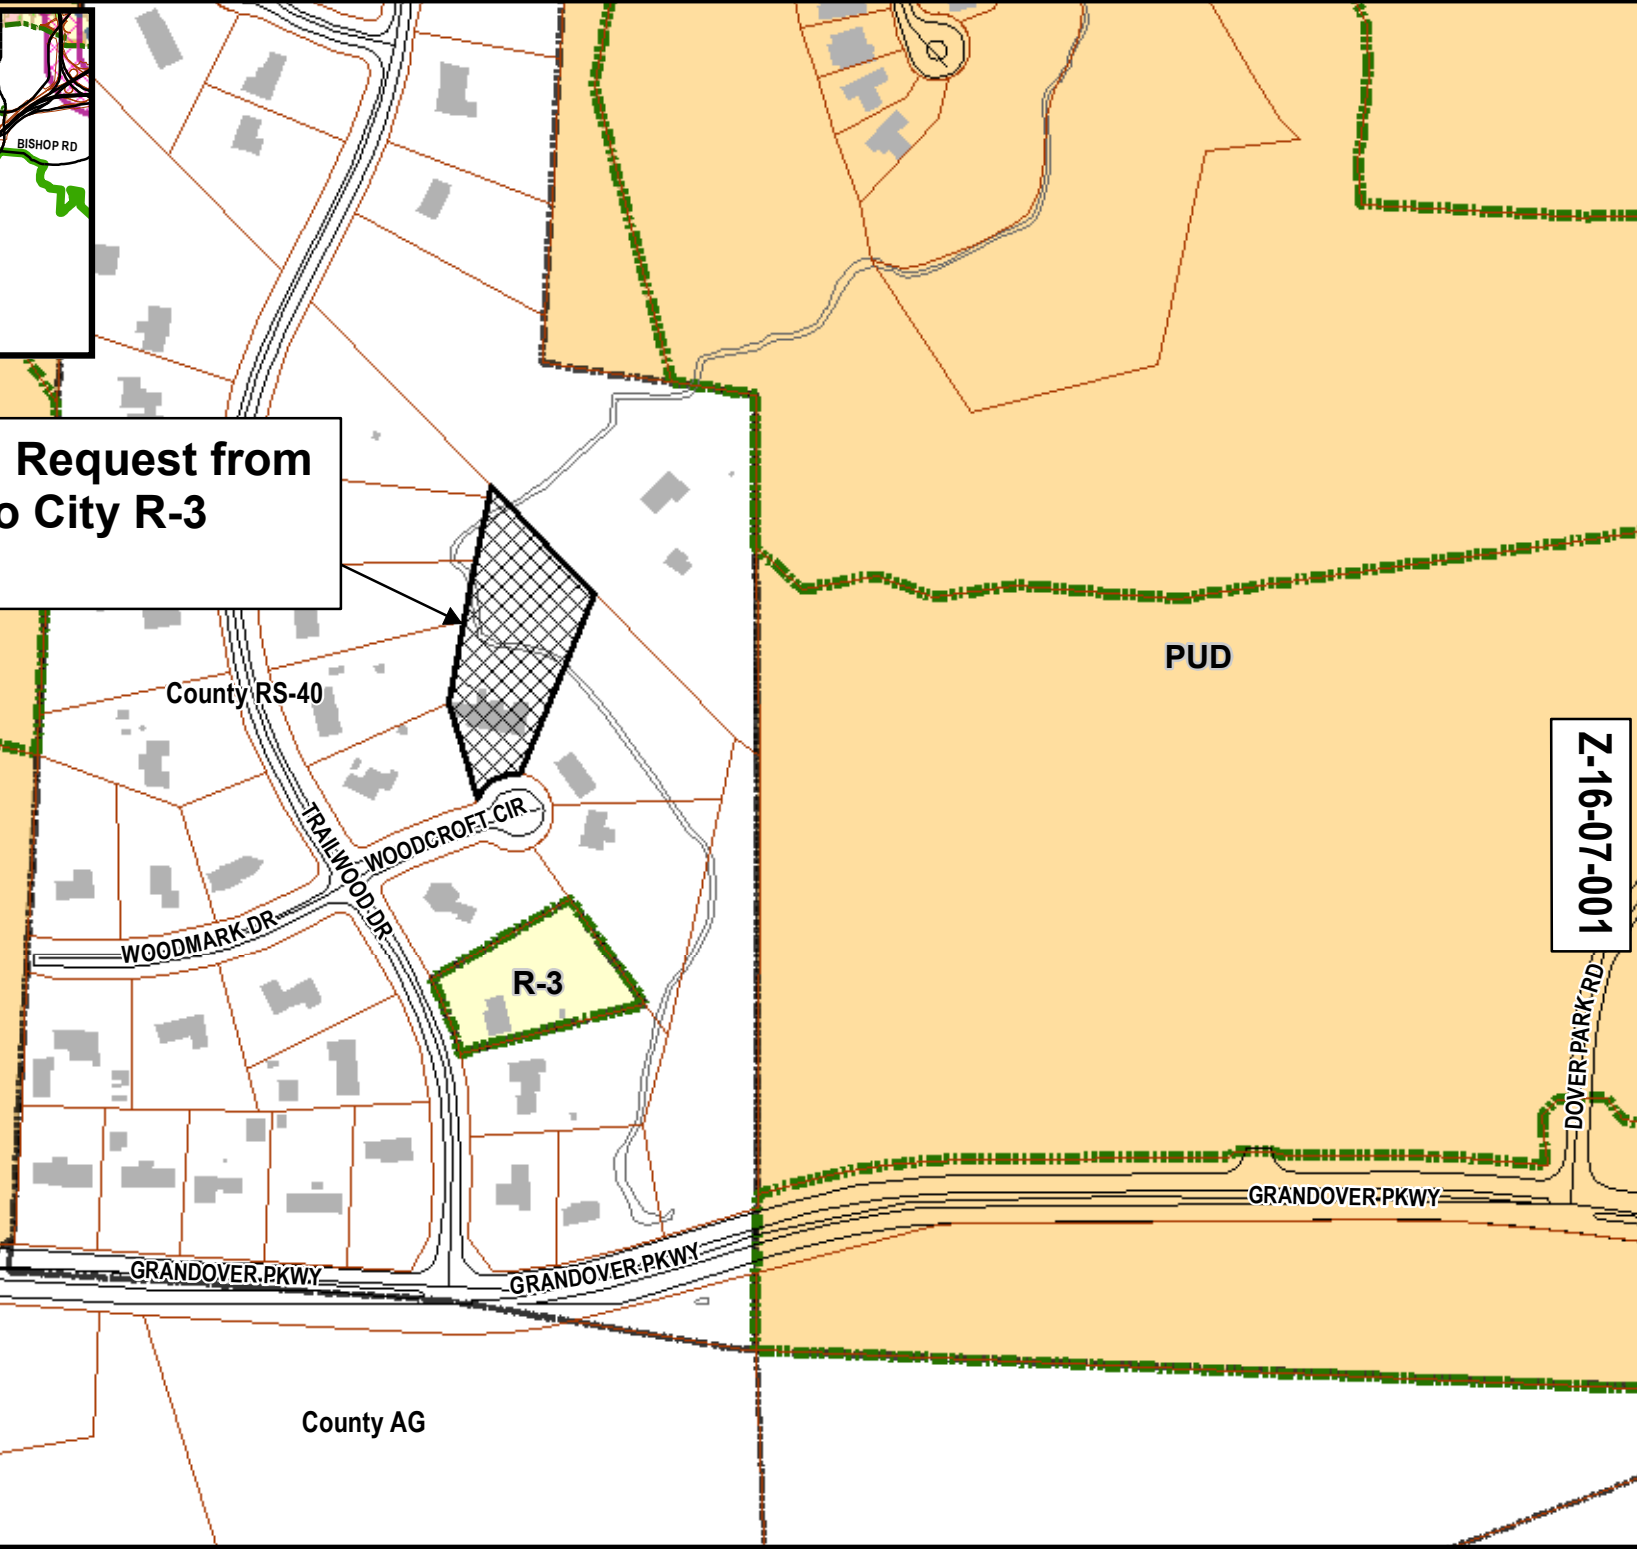 BISHOP RD
Request from
o City R-3
PUD
County RS-40
Z-16-07-001
TRAILWOOD DR
WOODCROFT CIR
WOODMARK DR
R-3
DOVER PARK RD
GRANDOVER PKWY
GRANDOVER PKWY
GRANDOVER PKWY
County AG